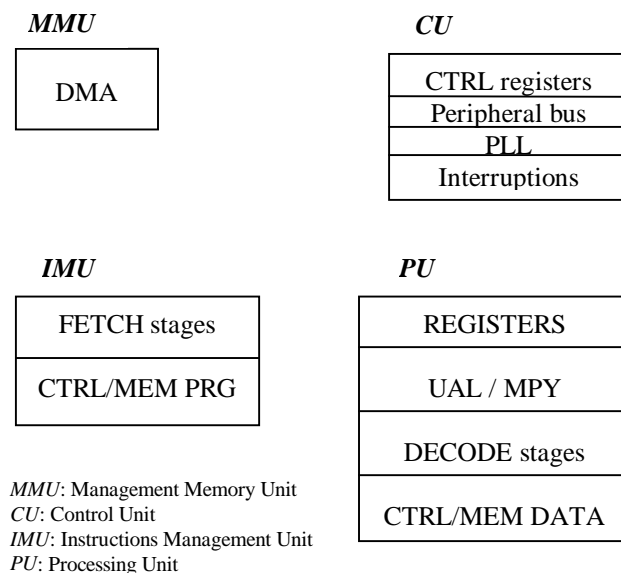 MMU
DMA
CU
CTRL registers
Peripheral bus
PLL
Interruptions
IMU
FETCH stages
CTRL/MEM PRG
PU
REGISTERS
UAL / MPY
DECODE stages
CTRL/MEM DATA
MMU: Management Memory Unit
CU: Control Unit
IMU: Instructions Management Unit
PU: Processing Unit